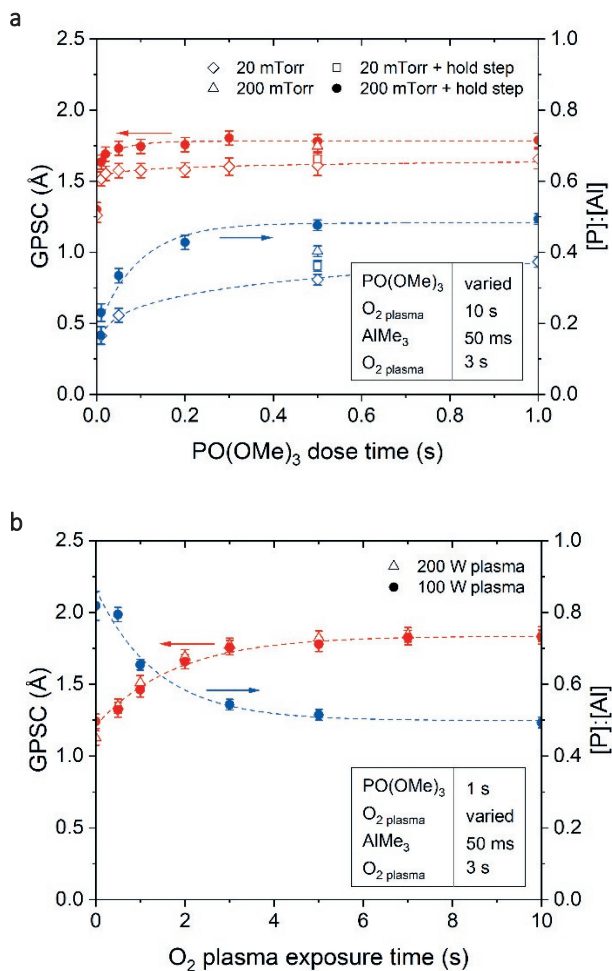 a
2.5
2.0
1.5
1.0
0.5
0.0
GPSC (Å)
1.0
0.8
0.6
0.4
0.2
0.0
[P]:[Al]
20 mTorr
20 mTorr + hold step
200 mTorr
200 mTorr + hold step
PO(OMe)3 varied
O2 plasma 10 s
AlMe3 50 ms
O2 plasma 3 s
0.0 0.2 0.4 0.6 0.8 1.0
PO(OMe)3 dose time (s)
b
2.5
2.0
1.5
1.0
0.5
0.0
GPSC (Å)
1.0
0.8
0.6
0.4
0.2
0.0
[P]:[Al]
200 W plasma
100 W plasma
PO(OMe)3 1 s
O2 plasma varied
AlMe3 50 ms
O2 plasma 3 s
0 2 4 6 8 10
O2 plasma exposure time (s)